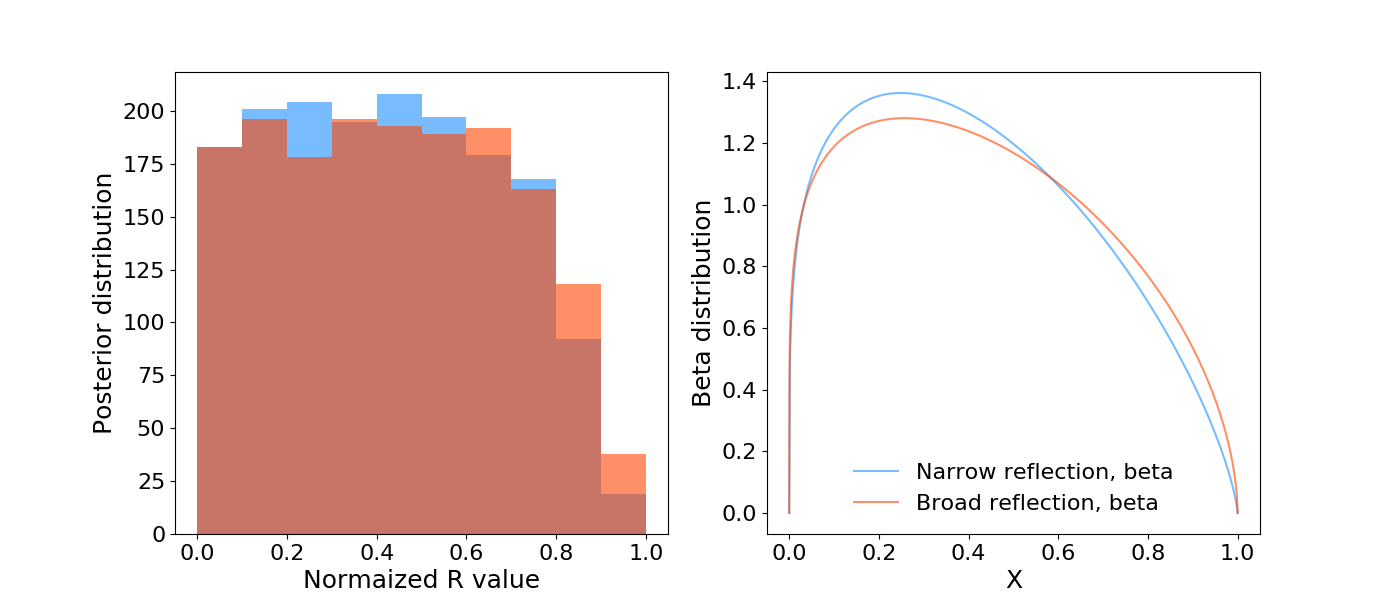 Posterior distribution
200
175
150
125
100
75
50
25
0
0.0 0.2 0.4 0.6 0.8 1.0
Normaized R value
Beta distribution
1.4
1.2
1.0
0.8
0.6
0.4
0.2
0.0
Narrow reflection, beta
Broad reflection, beta
0.0 0.2 0.4 0.6 0.8 1.0
X